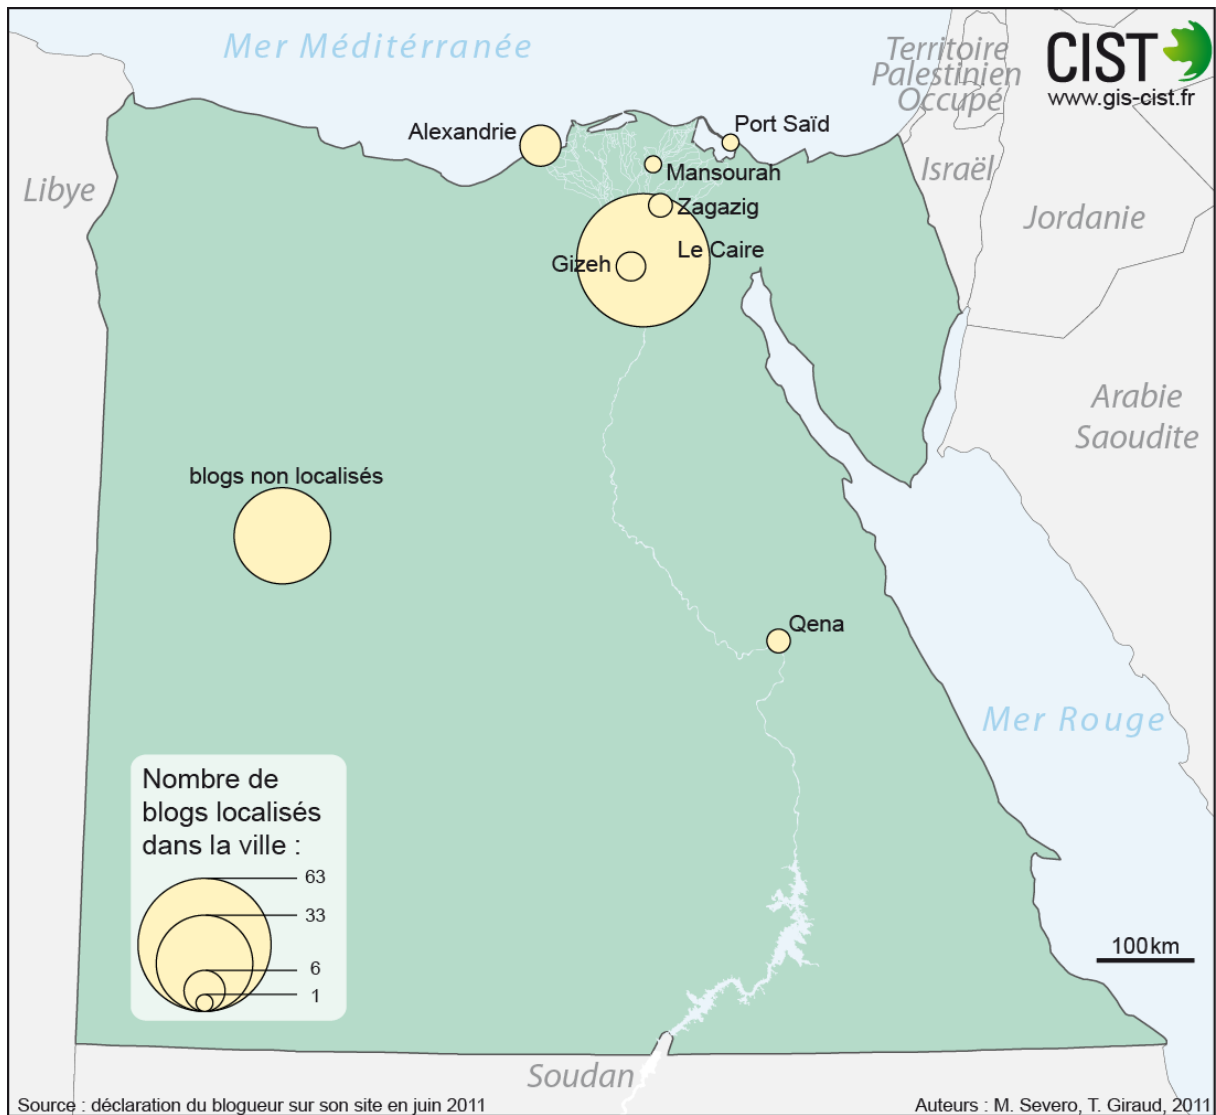 Mer Méditérranée
Territoire
Palestinien
Occupé
CIST
www.gis-cist.fr
Alexandrie
Port Saïd
Mansourah
Zagazig
Le Caire
Gizeh
Libye
Israël
Jordanie
Arabie
Saoudite
blogs non localisés
Qena
Mer Rouge
Nombre de
blogs localisés
dans la ville :
63
33
6
1
100 km
Soudan
Source : déclaration du blogueur sur son site en juin 2011
Auteurs : M. Severo, T. Giraud, 2011